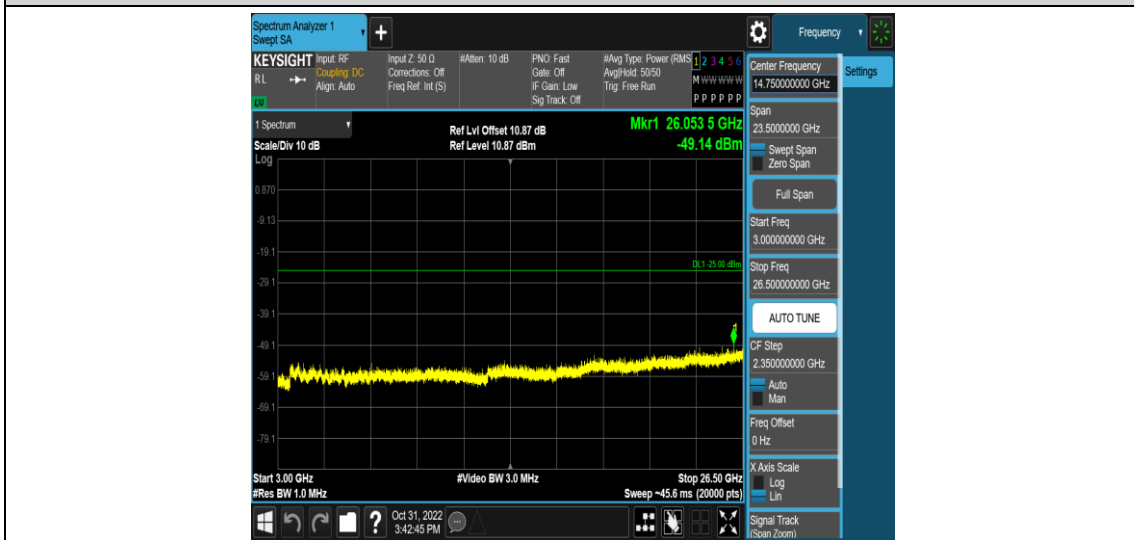 Spectrum Analyzer 1
Swept SA
+
Frequency
KEYSIGHT
RL
LNI
Input: RF
Coupling: DC
Align: Auto
Input Z: 50 Ω
Corrections: Off
Freq Ref: Int (S)
#Atten: 10 dB
PNO: Fast
Gate: Off
IF Gain: Low
Sig Track: Off
#Avg Type: Power (RMS
Avg|Hold: 50/50
Trig: Free Run
1 2 3 4 5 6
M W W W W W
P P P P P P
1 Spectrum
Scale/Div 10 dB
Log
Ref Lvl Offset 10.87 dB
Ref Level 10.87 dBm
Mkr1 26.053 5 GHz
-49.14 dBm
0.870
-9.13
-19.1
-29.1
-39.1
-49.1
-59.1
-69.1
-79.1
DL1 -25.00 dBm
1
Start 3.00 GHz
#Res BW 1.0 MHz
#Video BW 3.0 MHz
Stop 26.50 GHz
Sweep ~45.6 ms (20000 pts)
Oct 31, 2022
3:42:45 PM
?
Center Frequency
14.750000000 GHz
Settings
Span
23.5000000 GHz
Swept Span
Zero Span
Full Span
Start Freq
3.000000000 GHz
Stop Freq
26.500000000 GHz
AUTO TUNE
CF Step
2.350000000 GHz
Auto
Man
Freq Offset
0 Hz
X Axis Scale
Log
Lin
Signal Track
(Span Zoom)